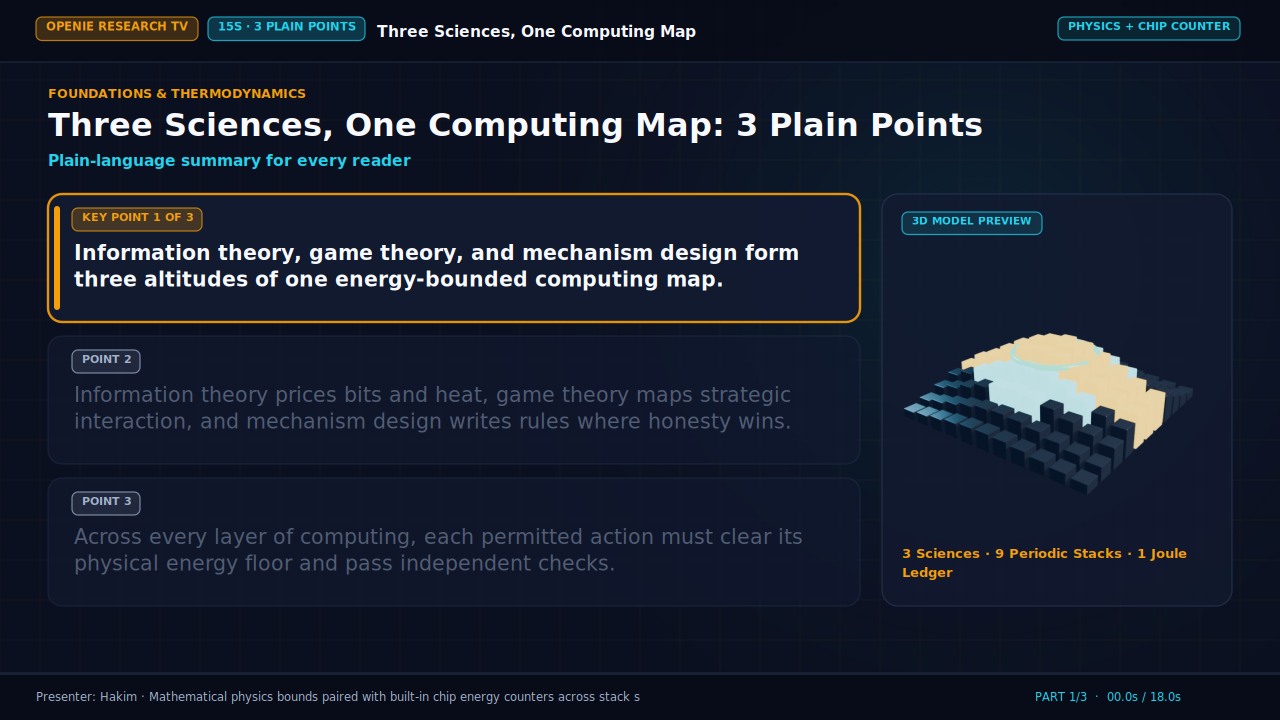 OPENIE RESEARCH TV
15S · 3 PLAIN POINTS
Three Sciences, One Computing Map
PHYSICS + CHIP COUNTER
FOUNDATIONS & THERMODYNAMICS
Three Sciences, One Computing Map: 3 Plain Points
Plain-language summary for every reader
KEY POINT 1 OF 3
Information theory, game theory, and mechanism design form
three altitudes of one energy-bounded computing map.
POINT 2
Information theory prices bits and heat, game theory maps strategic
interaction, and mechanism design writes rules where honesty wins.
POINT 3
Across every layer of computing, each permitted action must clear its
physical energy floor and pass independent checks.
3D MODEL PREVIEW
3 Sciences · 9 Periodic Stacks · 1 Joule
Ledger
Presenter: Hakim · Mathematical physics bounds paired with built-in chip energy counters across stack s
PART 1/3 · 00.0s / 18.0s